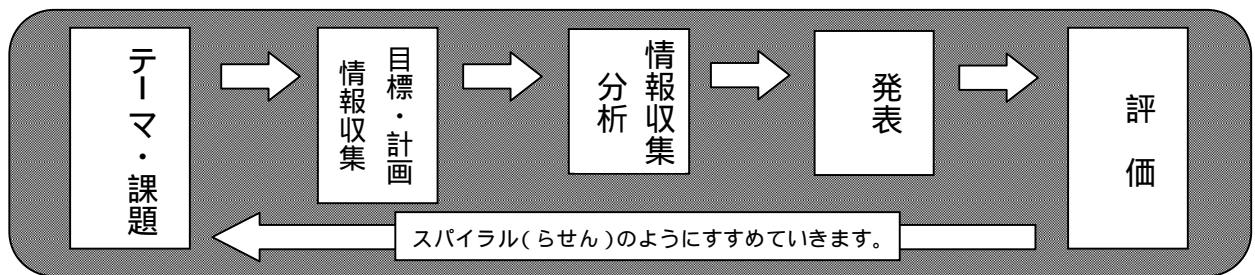 テーマ・課題
目標・計画
情報収集
情報収集
分析
発表
評価
スパイラル(らせん)のようにすすめていきます。